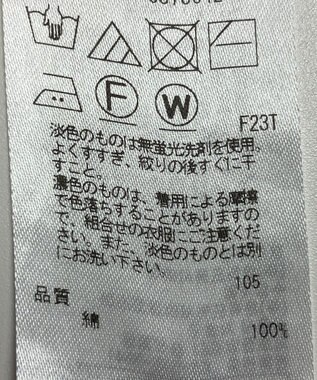 F
W
F23T
淡色のものは無蛍光洗剤を使用、
よくすすぎ、絞りの後すぐに干
すこと。
濃色のものは、着用による摩擦
で色落ちすることがありますの
で、組合せの衣服にご注意くだ
さい。また、淡色のものとは別
にお洗い下さい。
105
品質
綿 100%